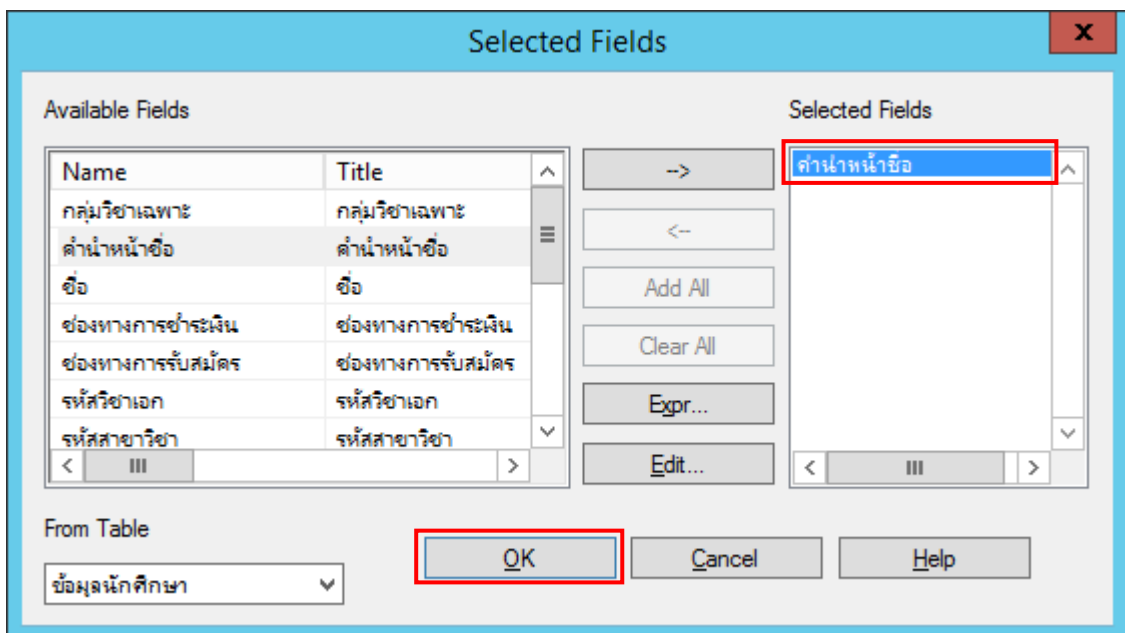 Selected Fields
x
Available Fields
Selected Fields
Name Title
กลุ่มวิชาเฉพาะ กลุ่มวิชาเฉพาะ
คำนำหน้าชื่อ คำนำหน้าชื่อ
ชื่อ ชื่อ
ช่องทางการชำระเงิน ช่องทางการชำระเงิน
ช่องทางการรับสมัคร ช่องทางการรับสมัคร
รหัสวิชาเอก รหัสวิชาเอก
รหัสสาขาวิชา รหัสสาขาวิชา
-->
<--
Add All
Clear All
Expr...
Edit...
คำนำหน้าชื่อ
From Table
ข้อมูลนักศึกษา
OK
Cancel
Help